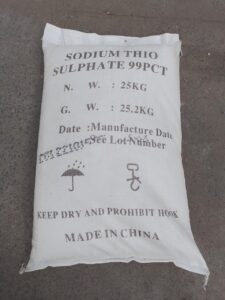 SODIUM THIO
SULPHATE 99PCT
N. W. : 25KG
G. W. : 25.2KG
Date :Manufacture Date
See Lot Number
KEEP DRY AND PROHIBIT HOOK
MADE IN CHINA